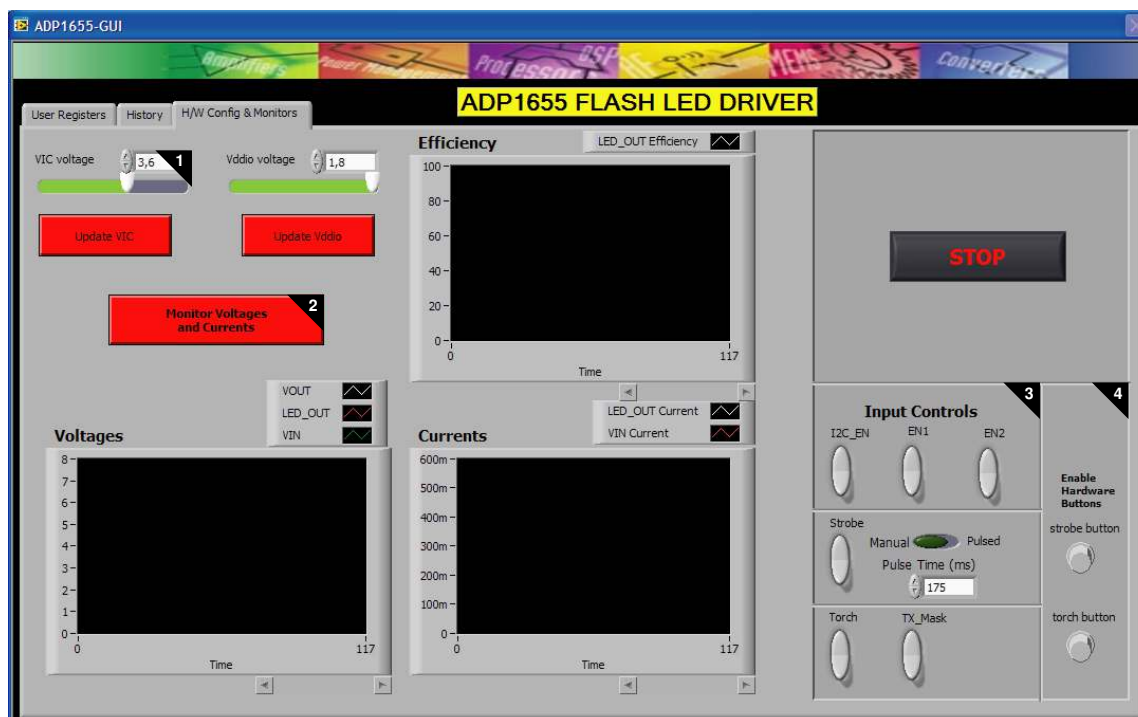 ADP1655-GUI
Amplifiers
Power Management
Processors
DSP
MEMS
Converters
ADP1655 FLASH LED DRIVER
User Registers
History
H/W Config & Monitors
VIC voltage
3,6
1
Vddio voltage
1,8
Update VIC
Update Vddio
Monitor Voltages
and Currents
2
Efficiency
LED_OUT Efficiency
100
80
60
40
20
0
0
117
Time
STOP
VOUT
LED_OUT
VIN
Voltages
8
7
6
5
4
3
2
1
0
0
117
Time
LED_OUT Current
VIN Current
Currents
600m
500m
400m
300m
200m
100m
0
0
117
Time
3
Input Controls
I2C_EN
EN1
EN2
Strobe
Manual
Pulsed
Pulse Time (ms)
175
Torch
TX_Mask
4
Enable
Hardware
Buttons
strobe button
torch button